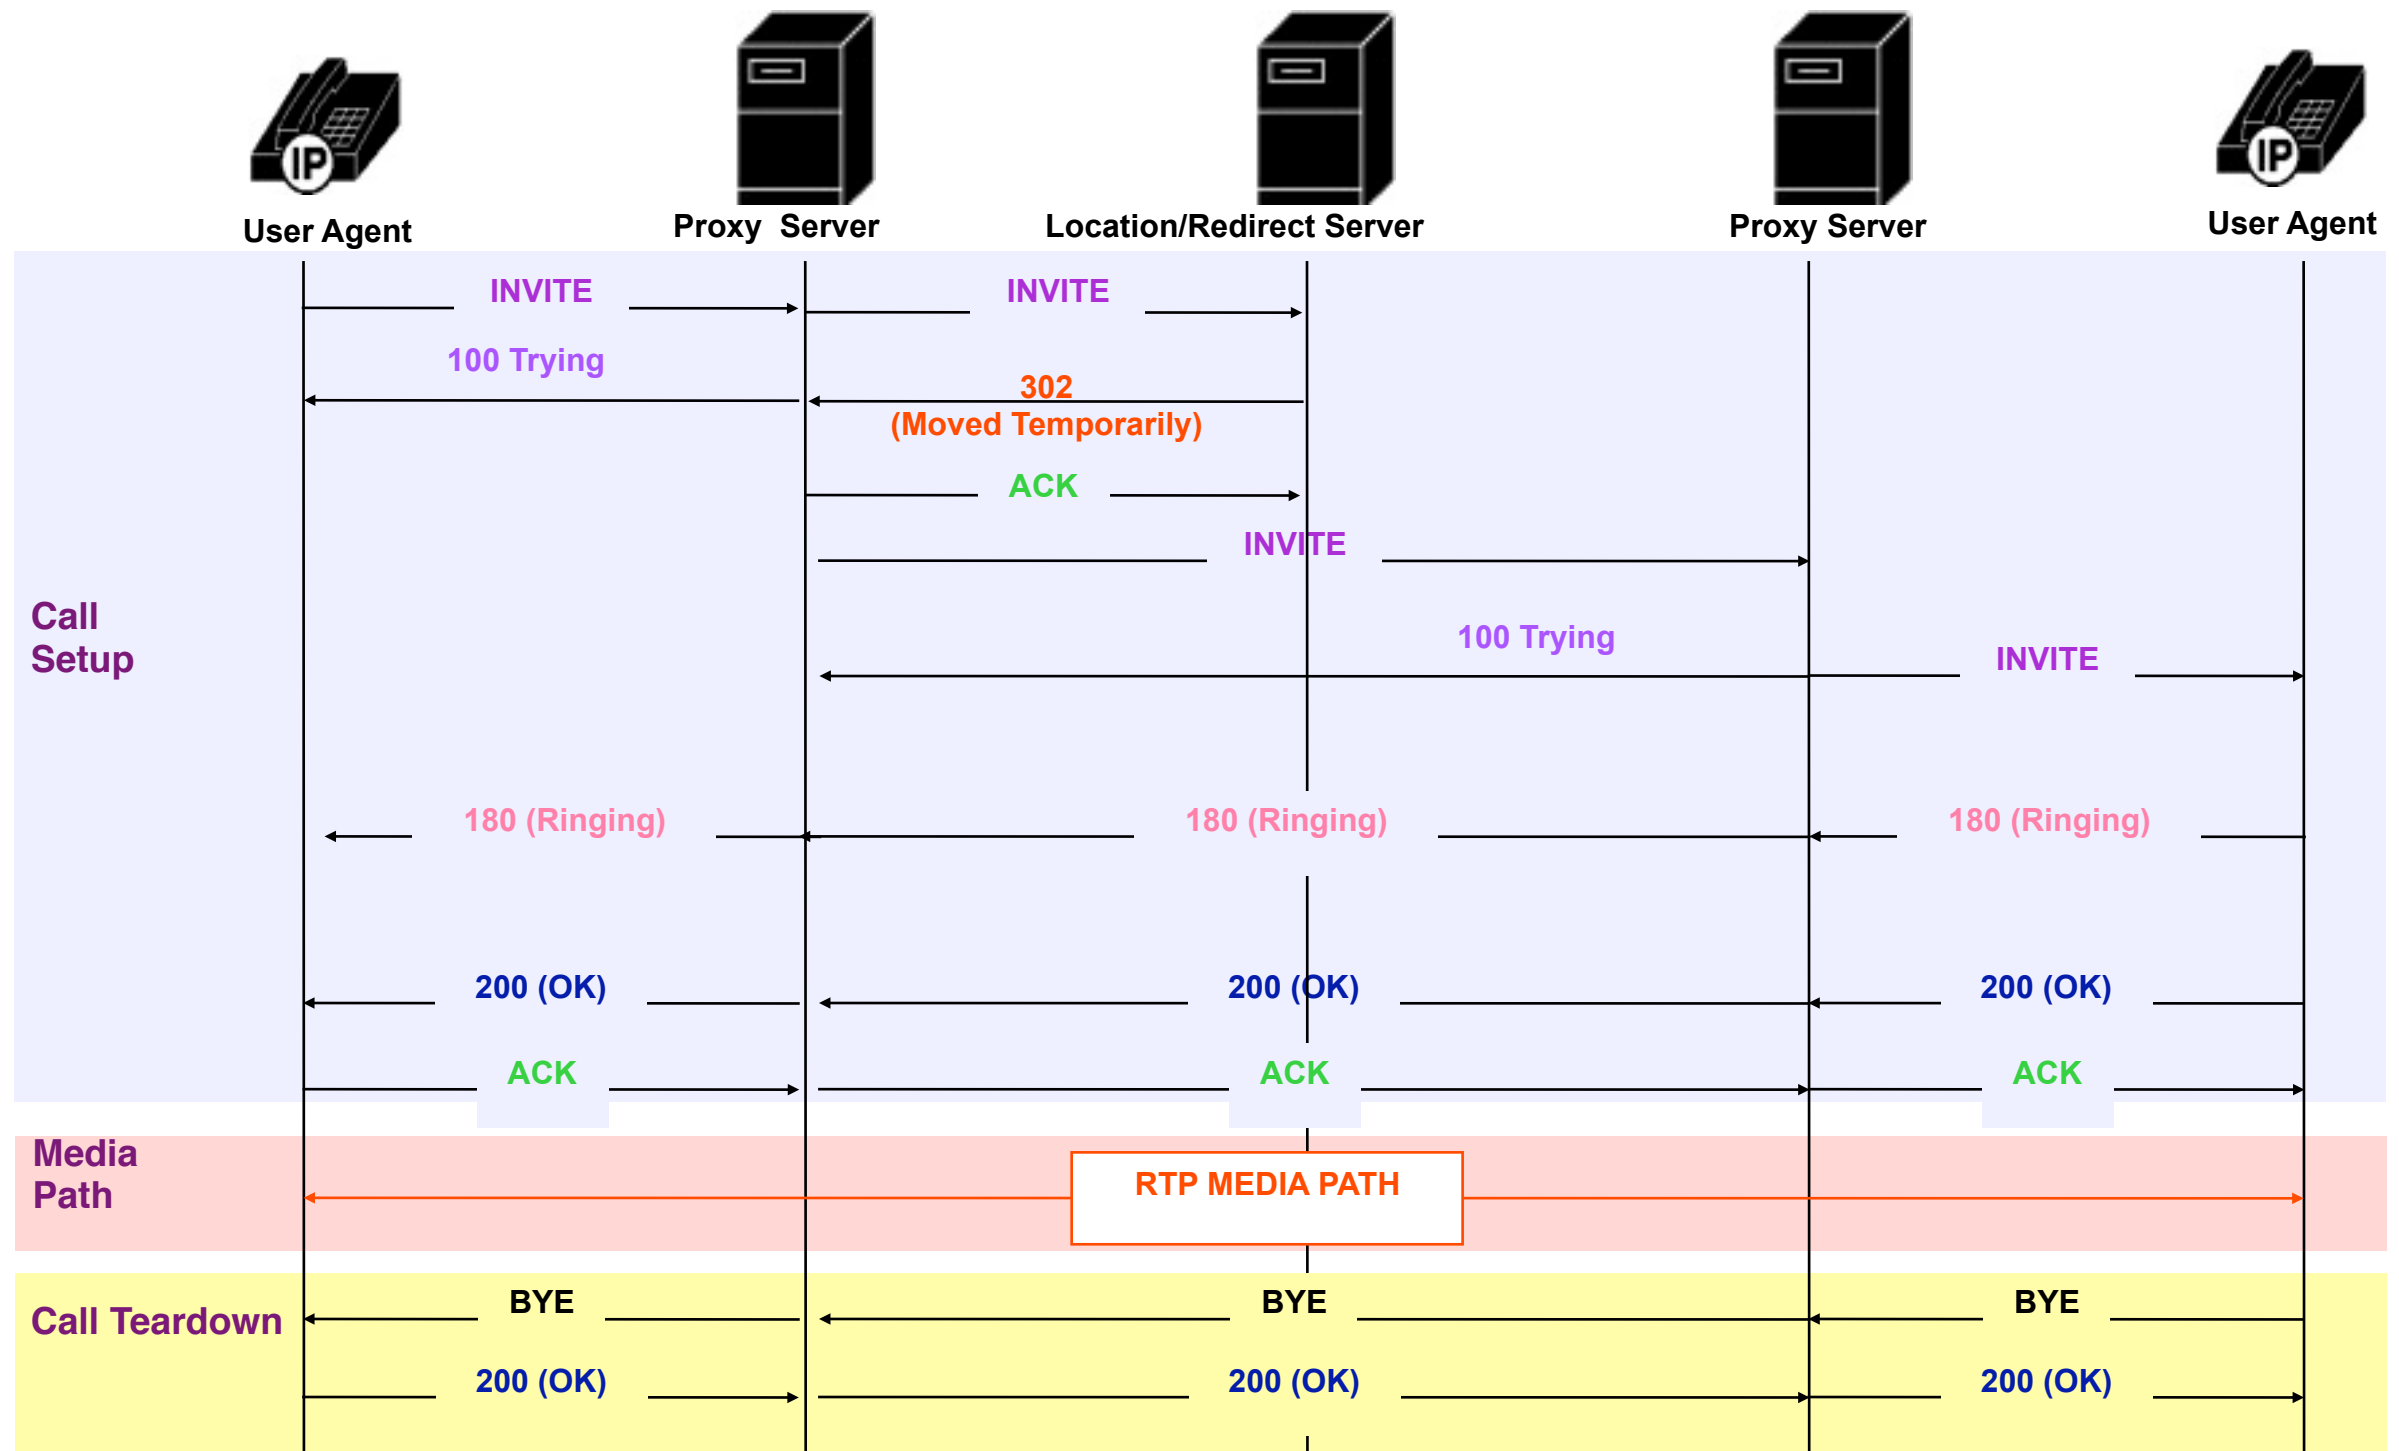 IP
IP
User Agent
Proxy  Server
Location/Redirect Server
Proxy Server
User Agent
INVITE
INVITE
100 Trying
302
(Moved Temporarily)
ACK
INVITE
Call
Setup
100 Trying
INVITE
180 (Ringing)
180 (Ringing)
180 (Ringing)
200 (OK)
200 (OK)
200 (OK)
ACK
ACK
ACK
Media
Path
RTP MEDIA PATH
Call Teardown
BYE
BYE
BYE
200 (OK)
200 (OK)
200 (OK)